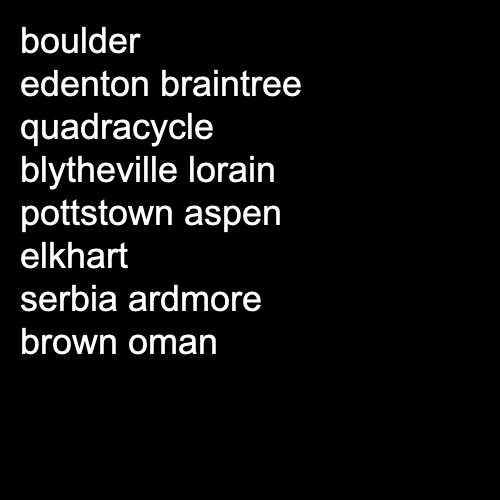 boulder
edenton braintree
quadracycle
blytheville lorain
pottstown aspen
elkhart
serbia ardmore
brown oman